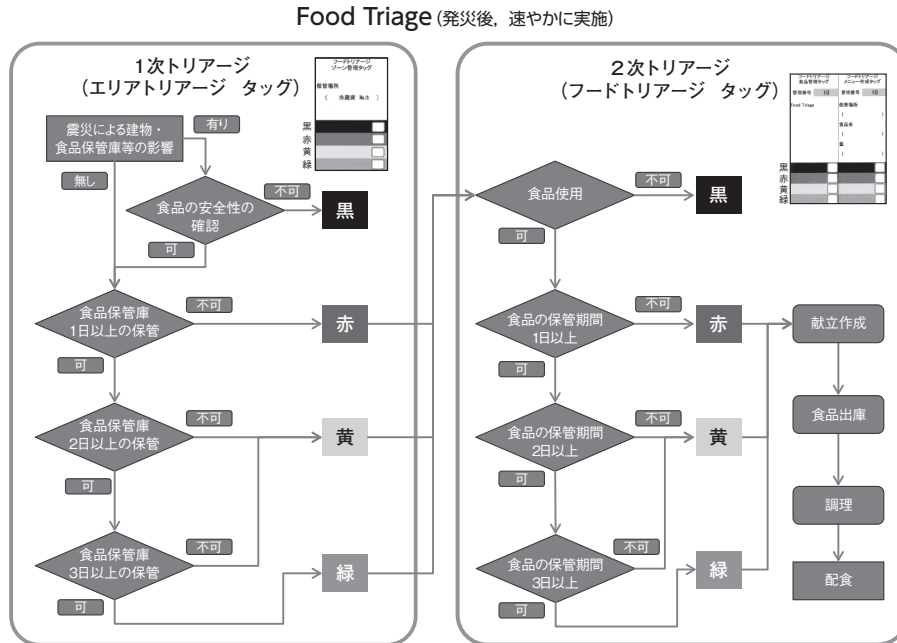 Food Triage (発災後，速やかに実施)
1次トリアージ
(エリアトリアージ　タッグ)
フードトリアージ
ゾーン管理タッグ
保管場所
(　冷蔵庫　№3　)
黒
赤
黄
緑
震災による建物・
食品保管庫等の影響
有り
無し
食品の安全性の
確認
不可
黒
可
食品保管庫
1日以上の保管
不可
赤
可
食品保管庫
2日以上の保管
不可
黄
可
食品保管庫
3日以上の保管
不可
緑
可
2次トリアージ
(フードトリアージ　タッグ)
フードトリアージ
食品管理タッグ
管理番号　10
Food Triage
フードトリアージ
メニュー作成タッグ
管理番号　10
保管場所
(　　　)
食品名
(　　　)
量
(　　　)
黒
赤
黄
緑
食品使用
不可
黒
可
食品の保管期間
1日以上
不可
赤
可
食品の保管期間
2日以上
不可
黄
可
食品の保管期間
3日以上
不可
緑
可
献立作成
食品出庫
調理
配食